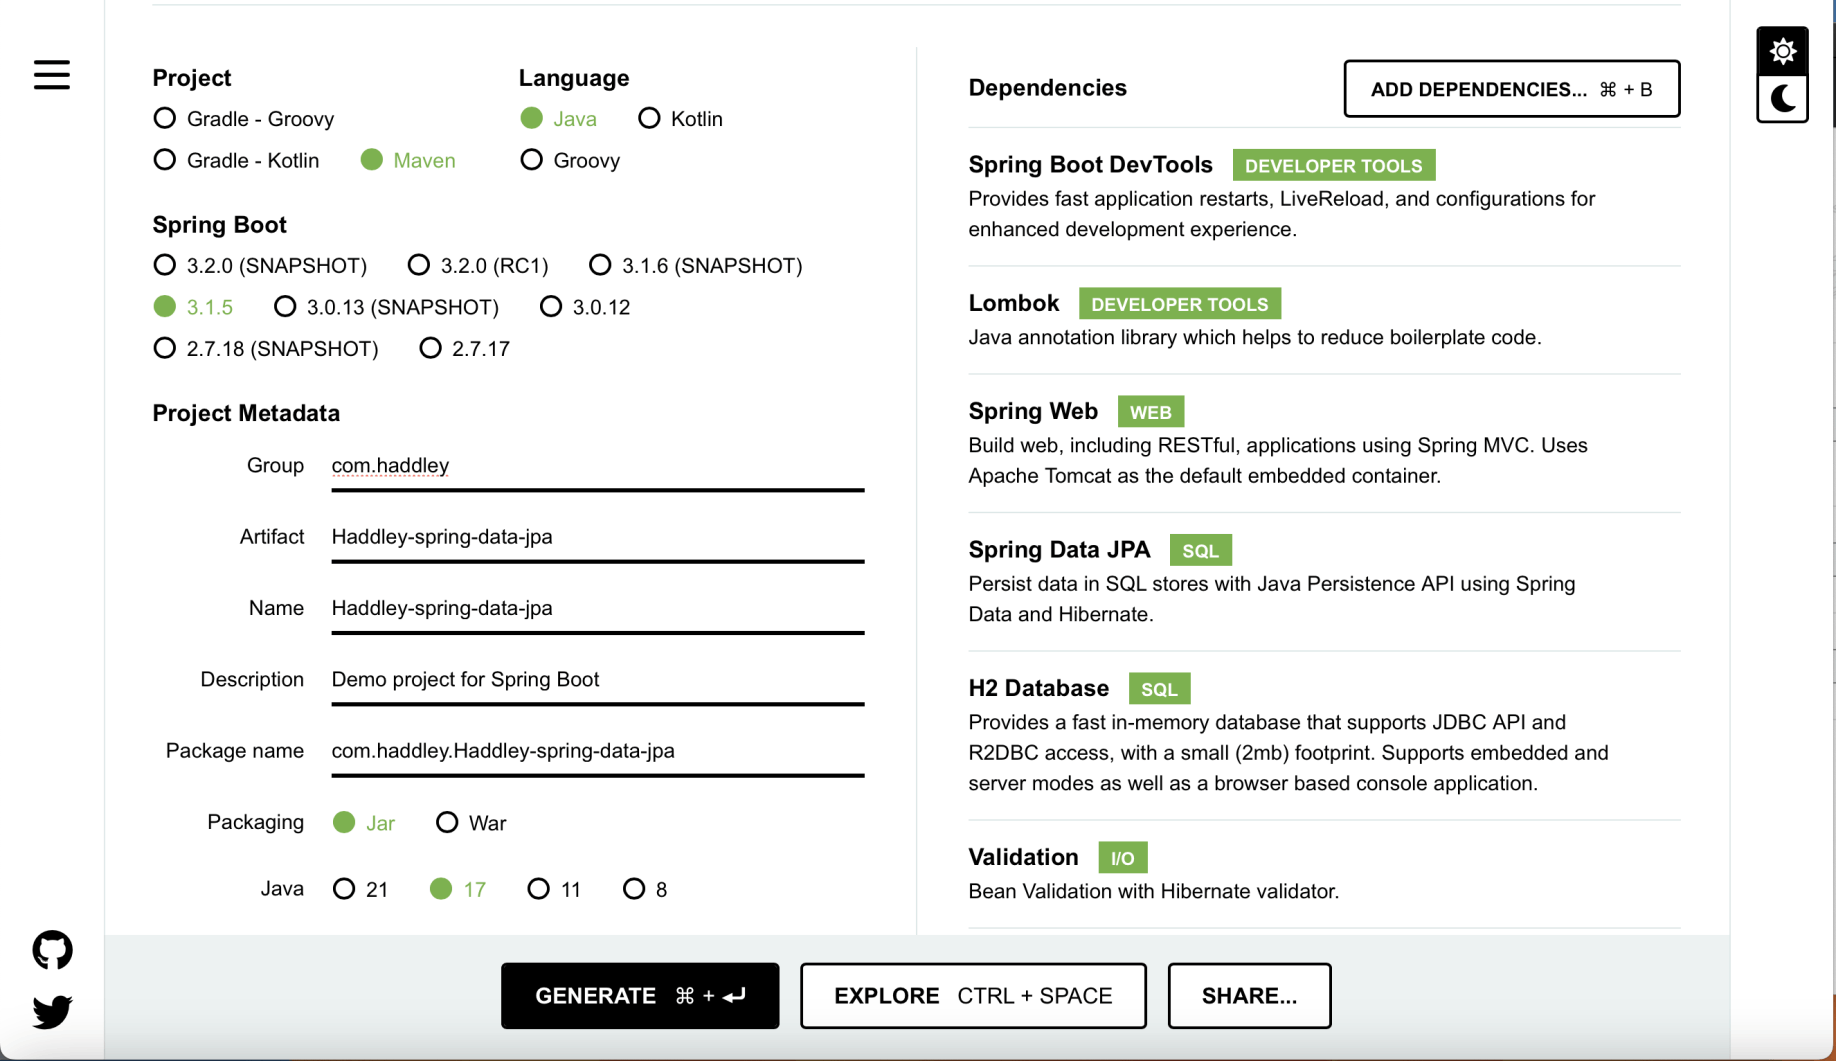 Project
Gradle - Groovy
Gradle - Kotlin Maven
Language
Java Kotlin
Groovy
Spring Boot
3.2.0 (SNAPSHOT) 3.2.0 (RC1) 3.1.6 (SNAPSHOT)
3.1.5 3.0.13 (SNAPSHOT) 3.0.12
2.7.18 (SNAPSHOT) 2.7.17
Project Metadata
Group com.haddley
Artifact Haddley-spring-data-jpa
Name Haddley-spring-data-jpa
Description Demo project for Spring Boot
Package name com.haddley.Haddley-spring-data-jpa
Packaging Jar War
Java 21 17 11 8
Dependencies ADD DEPENDENCIES... ⌘ + B
Spring Boot DevTools DEVELOPER TOOLS
Provides fast application restarts, LiveReload, and configurations for
enhanced development experience.
Lombok DEVELOPER TOOLS
Java annotation library which helps to reduce boilerplate code.
Spring Web WEB
Build web, including RESTful, applications using Spring MVC. Uses
Apache Tomcat as the default embedded container.
Spring Data JPA SQL
Persist data in SQL stores with Java Persistence API using Spring
Data and Hibernate.
H2 Database SQL
Provides a fast in-memory database that supports JDBC API and
R2DBC access, with a small (2mb) footprint. Supports embedded and
server modes as well as a browser based console application.
Validation I/O
Bean Validation with Hibernate validator.
GENERATE ⌘ + ⏎ EXPLORE CTRL + SPACE SHARE...